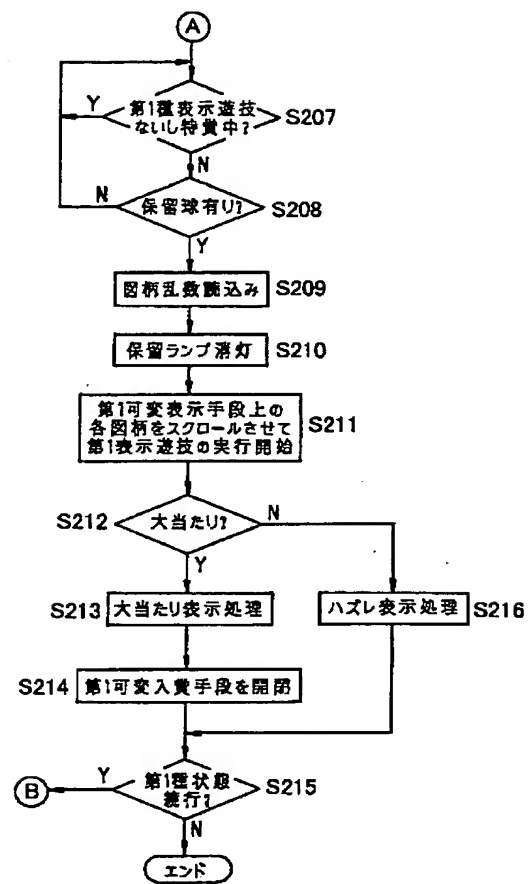 A
Y
第1種表示遊技
ないし特賞中?
S207
N
N
保留球有り?
S208
Y
図柄乱数読込み
S209
保留ランプ消灯
S210
第1可変表示手段上の
各図柄をスクロールさせて
第1表示遊技の実行開始
S211
S212
大当たり?
N
Y
S213
大当たり表示処理
ハズレ表示処理
S216
S214
第1可変入賞手段を開閉
Y
B
第1種状態
続行?
S215
N
エンド